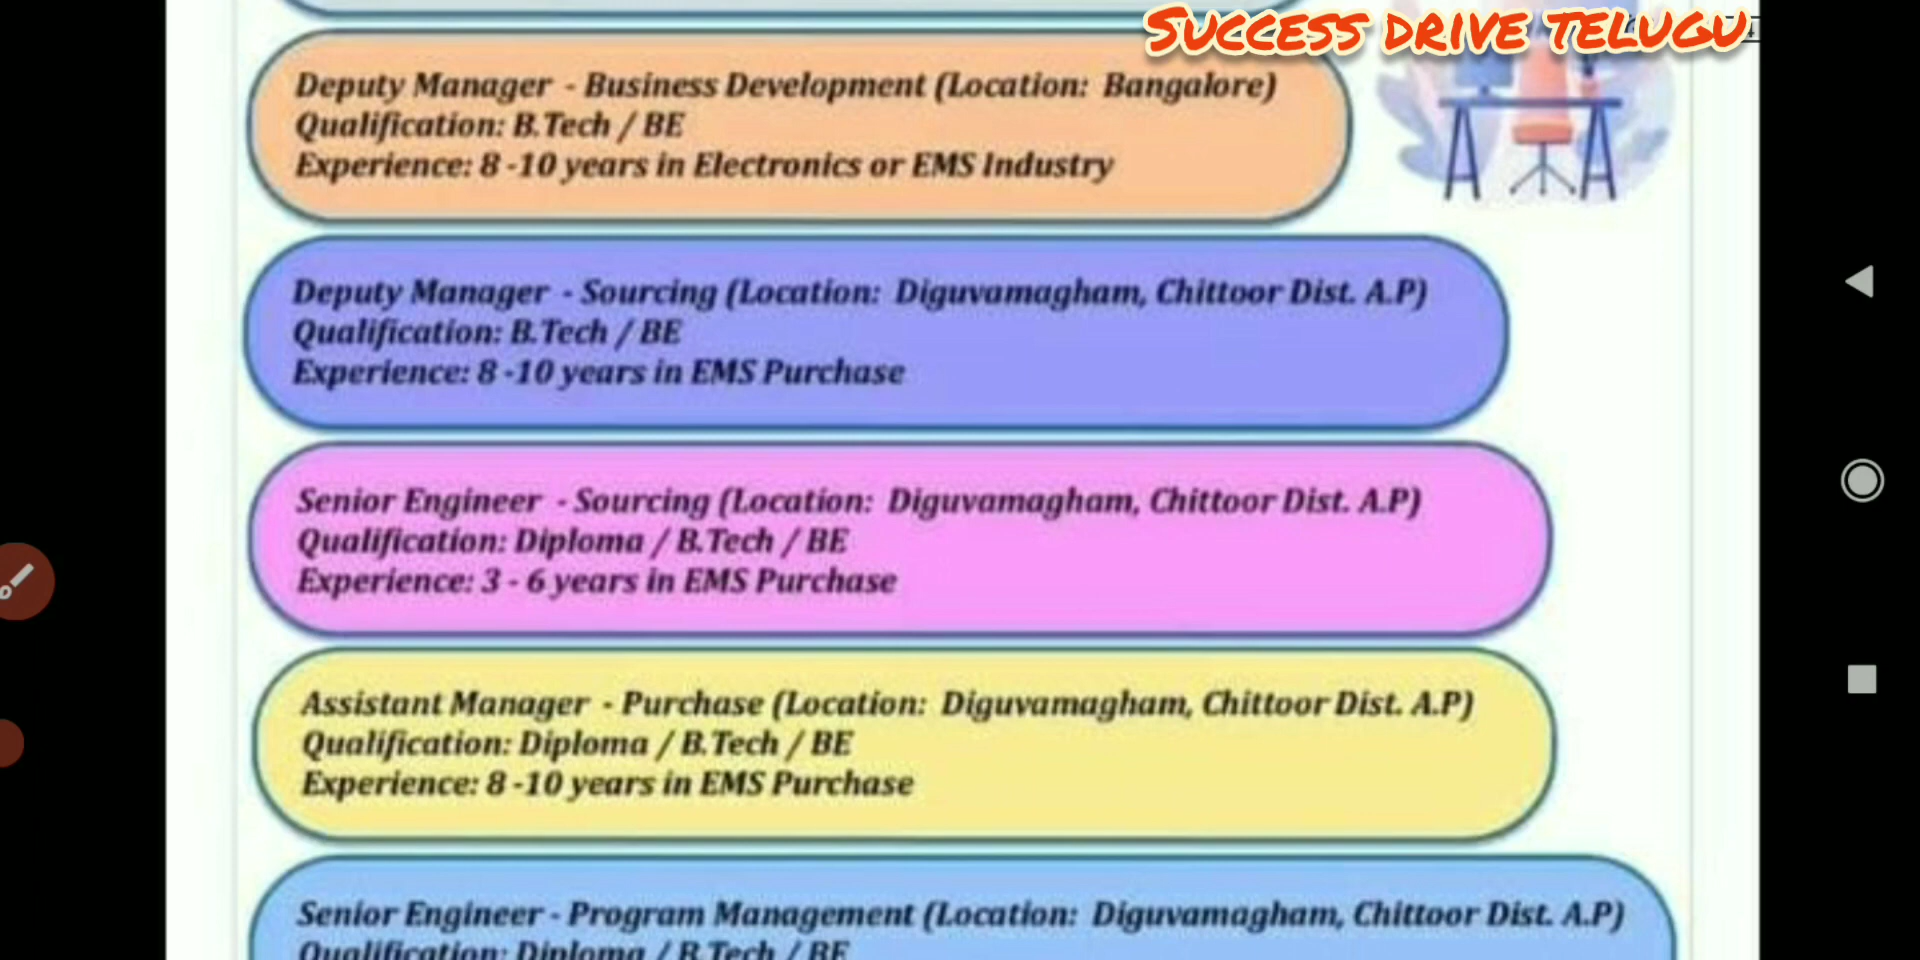 SUCCESS DRIVE TELUGU
Deputy Manager - Business Development (Location: Bangalore)
Qualification: B.Tech / BE
Experience: 8 -10 years in Electronics or EMS Industry
Deputy Manager - Sourcing (Location: Diguvamagham, Chittoor Dist. A.P)
Qualification: B.Tech / BE
Experience: 8 -10 years in EMS Purchase
Senior Engineer - Sourcing (Location: Diguvamagham, Chittoor Dist. A.P)
Qualification: Diploma / B.Tech / BE
Experience: 3 - 6 years in EMS Purchase
Assistant Manager - Purchase (Location: Diguvamagham, Chittoor Dist. A.P)
Qualification: Diploma / B.Tech / BE
Experience: 8 -10 years in EMS Purchase
Senior Engineer - Program Management (Location: Diguvamagham, Chittoor Dist. A.P)
Qualification: Diploma / B.Tech / BE